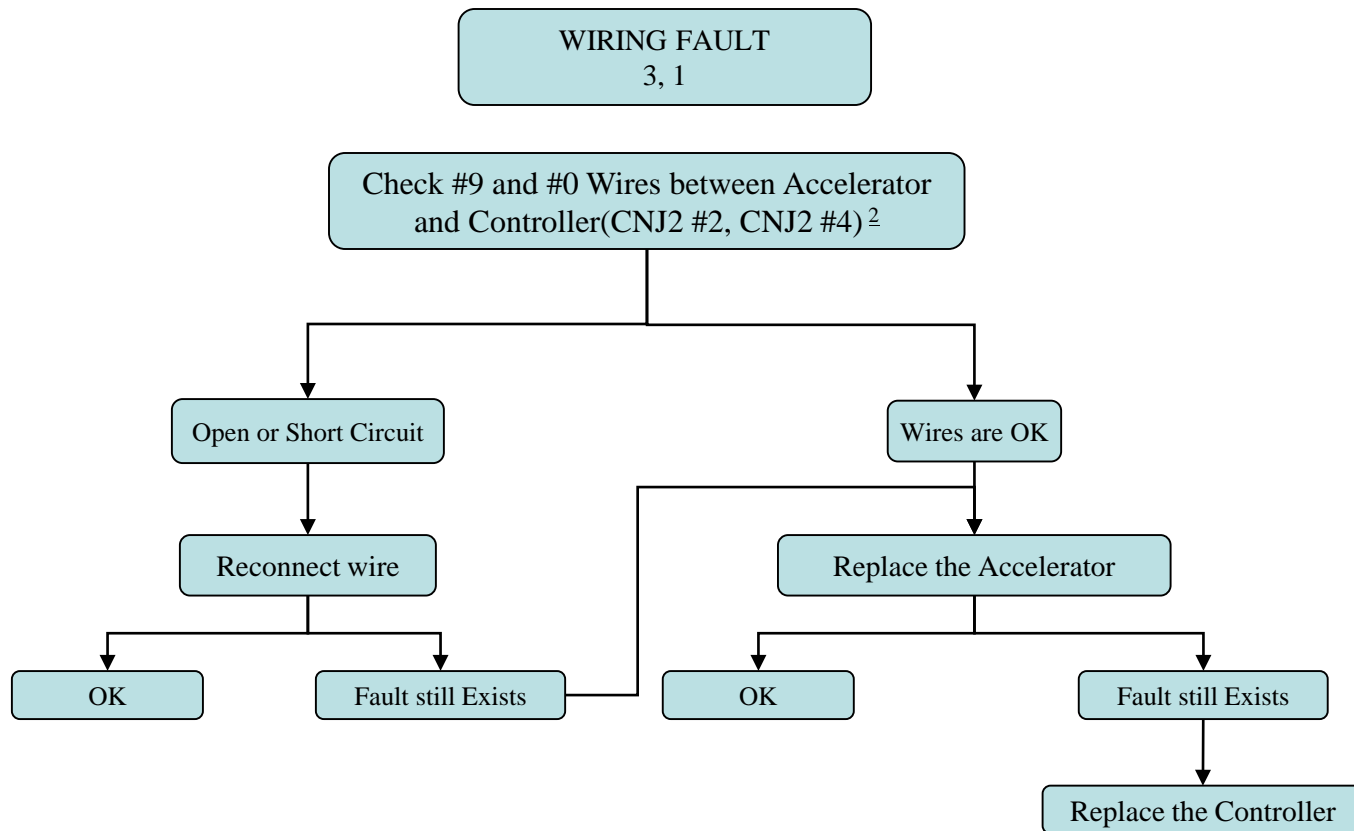 WIRING FAULT
3, 1
Check #9 and #0 Wires between Accelerator
and Controller(CNJ2 #2, CNJ2 #4) 2
Open or Short Circuit
Wires are OK
Reconnect wire
Replace the Accelerator
OK
Fault still Exists
OK
Fault still Exists
Replace the Controller